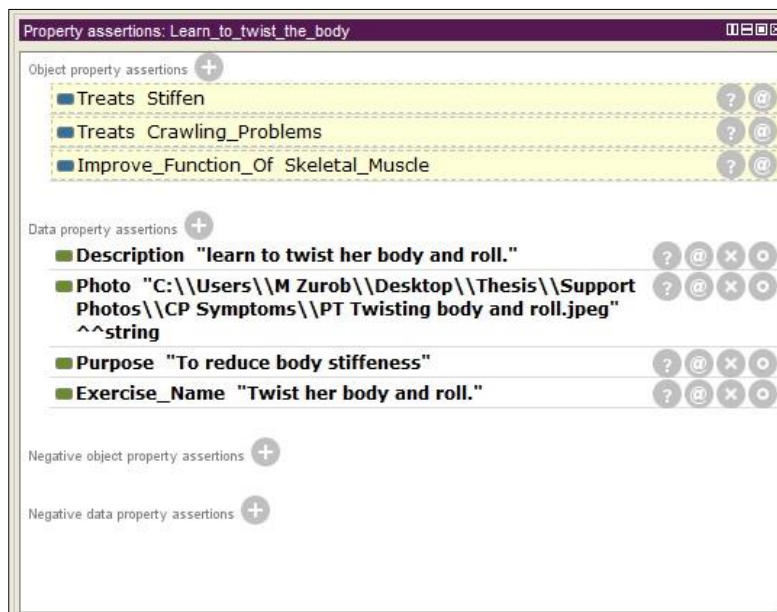 Property assertions: Learn_to_twist_the_body
Object property assertions
Treats Stiffen
Treats Crawling_Problems
Improve_Function_Of Skeletal_Muscle
Data property assertions
Description "learn to twist her body and roll."
Photo "C:\\Users\\M Zurob\\Desktop\\Thesis\\Support
Photos\\CP Symptoms\\PT Twisting body and roll.jpeg"
^^string
Purpose "To reduce body stiffeness"
Exercise_Name "Twist her body and roll."
Negative object property assertions
Negative data property assertions